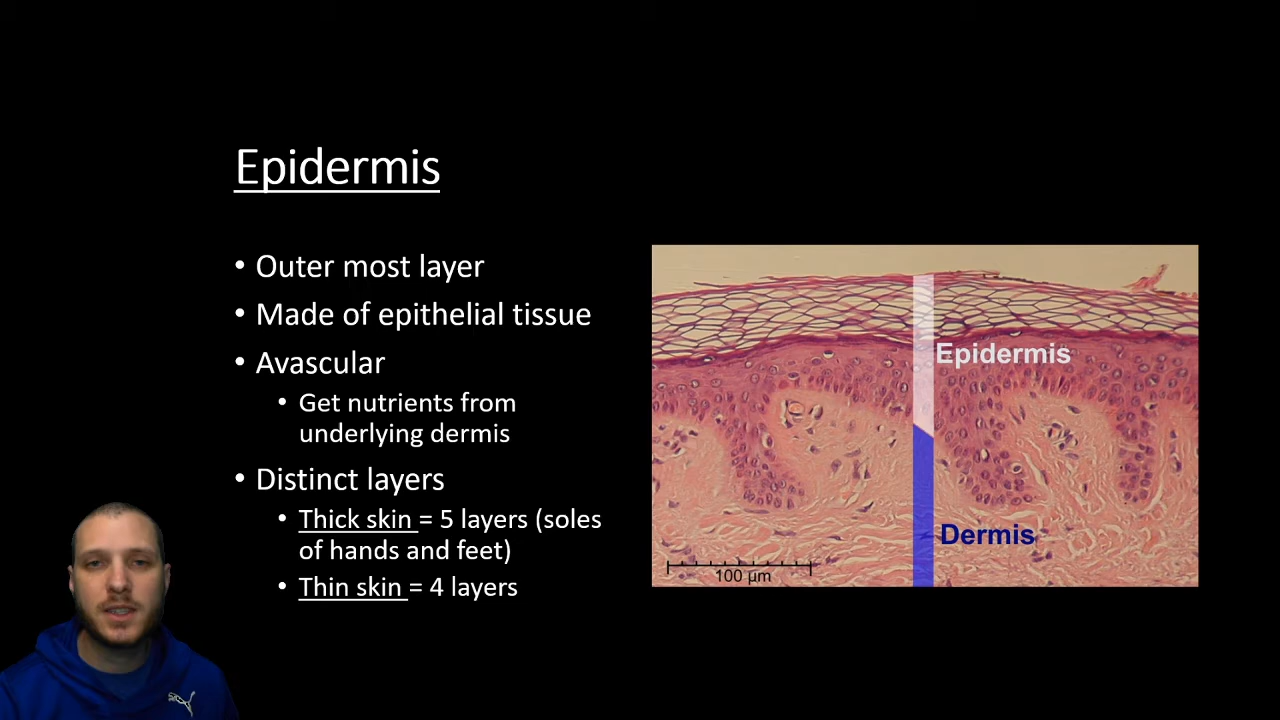 Epidermis
• Outer most layer
• Made of epithelial tissue
• Avascular
• Get nutrients from
underlying dermis
• Distinct layers
• Thick skin = 5 layers (soles
of hands and feet)
• Thin skin = 4 layers
Epidermis
Dermis
100 µm